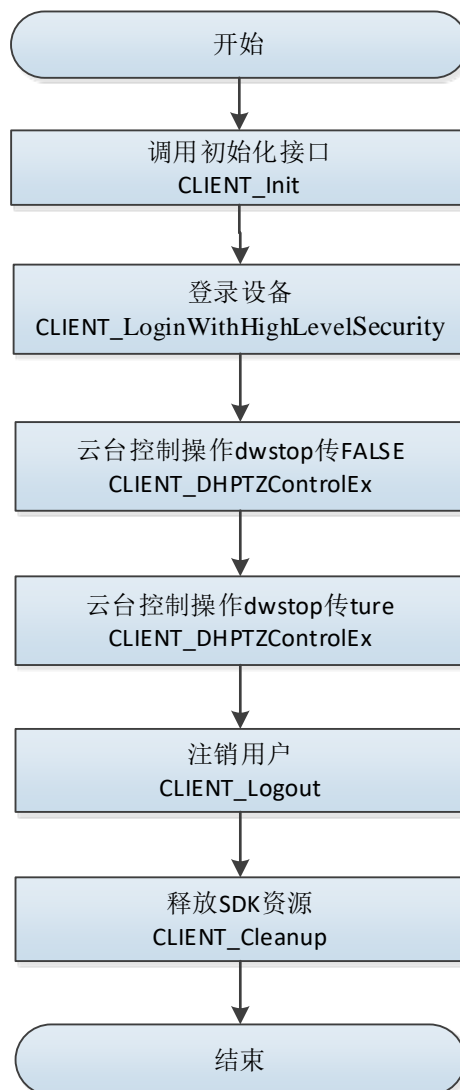 开始
调用初始化接口
CLIENT_Init
登录设备
CLIENT_LoginWithHighLevelSecurity
云台控制操作dwstop传FALSE
CLIENT_DHPTZControlEx
云台控制操作dwstop传ture
CLIENT_DHPTZControlEx
注销用户
CLIENT_Logout
释放SDK资源
CLIENT_Cleanup
结束